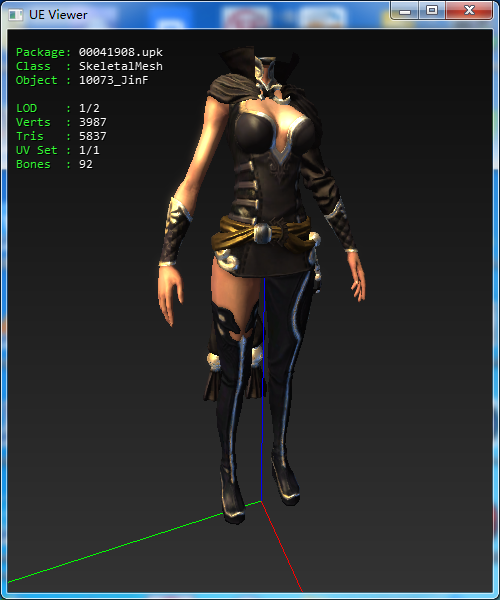 UE Viewer
Package: 00041908.upk
Class : SkeletalMesh
Object : 10073_JinF
LOD : 1/2
Verts : 3987
Tris : 5837
UV Set : 1/1
Bones : 92